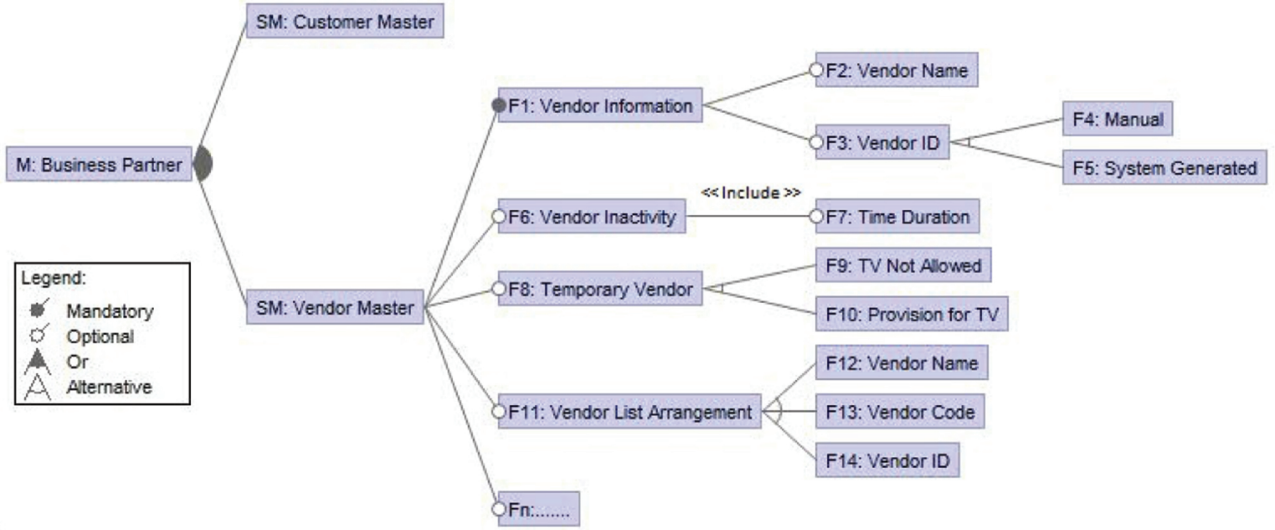 SM: Customer Master
F2: Vendor Name
F1: Vendor Information
F4: Manual
F3: Vendor ID
M: Business Partner
F5: System Generated
<< Include >>
F6: Vendor Inactivity
F7: Time Duration
F9: TV Not Allowed
Legend:
F8: Temporary Vendor
Mandatory
SM: Vendor Master
F10: Provision for TV
Optional
Or
F12: Vendor Name
Alternative
F11: Vendor List Arrangement
F13: Vendor Code
F14: Vendor ID
Fn:.......